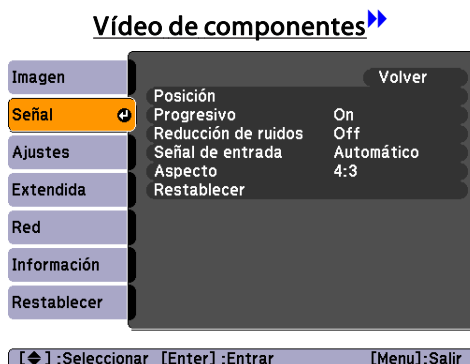 Vídeo de componentes
Imagen
Señal
Ajustes
Extendida
Red
Información
Restablecer
Volver
Posición
Progresivo On
Reducción de ruidos Off
Señal de entrada Automático
Aspecto 4:3
Restablecer
[◆] :Seleccionar [Enter] :Entrar [Menu]:Salir